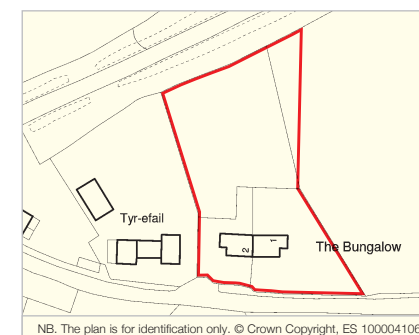 Tyr-efail
2 1
The Bungalow
NB. The plan is for identification only. © Crown Copyright, ES 100004106